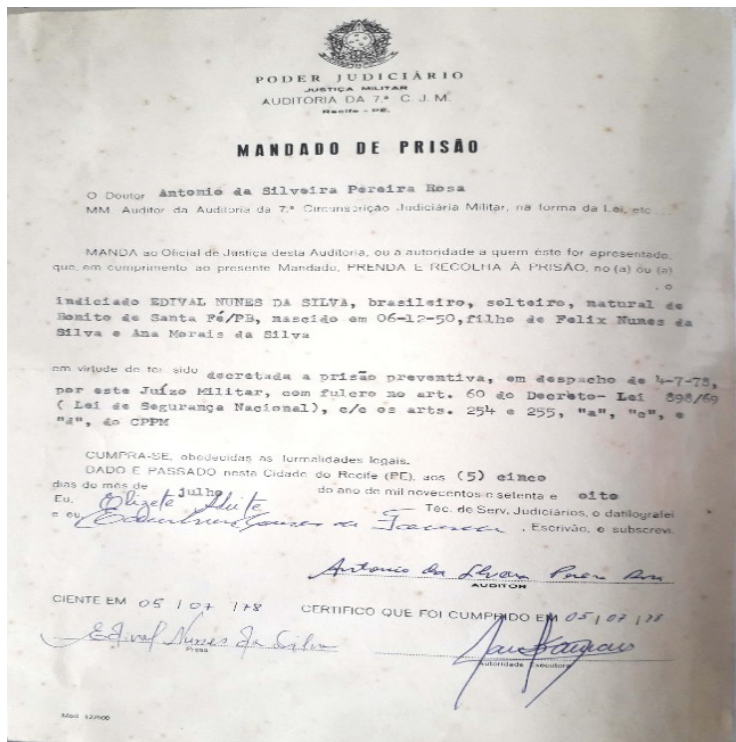 PODER JUDICIÁRIO
JUSTIÇA MILITAR
AUDITORIA DA 7.ª C. J. M.
Recife - PE.
MANDADO DE PRISÃO
O Doutor Antonio da Silveira Pereira Rosa
MM. Auditor da Auditoria da 7.ª Circunscrição Judiciária Militar, na forma da Lei, etc...
MANDA ao Oficial de Justiça desta Auditoria, ou a autoridade a quem este for apresentado,
que, em cumprimento ao presente Mandado, PRENDA E RECOLHA À PRISÃO, no (a) ou (a)
, o
indiciado EDIVAL NUNES DA SILVA, brasileiro, solteiro, natural de
Bonito de Santa Fé/PB, nascido em 06-12-50, filho de Felix Nunes da
Silva e Ana Morais da Silva
em virtude de ter sido decretada a prisão preventiva, em despacho de 4-7-78,
por este Juízo Militar, com fulcro no art. 60 do Decreto- Lei 898/69
( Lei de Segurança Nacional), c/c os arts. 254 e 255, "a", "c", e
"d", do CPPM
CUMPRA-SE, obedecidas as formalidades legais.
DADO E PASSADO nesta Cidade do Recife (PE), aos (5) cinco
dias do mês de julho do ano de mil novecentos e setenta e oito
Eu, Elizete Téc. de Serv. Judiciários, o datilografei
e eu, , Escrivão, o subscrevi.
Antonio da Silveira Pereira Rosa
AUDITOR
CIENTE EM 05 / 07 / 78 CERTIFICO QUE FOI CUMPRIDO EM 05 / 07 / 78
Edival Nunes da Silva
Preso
Autoridade Executora